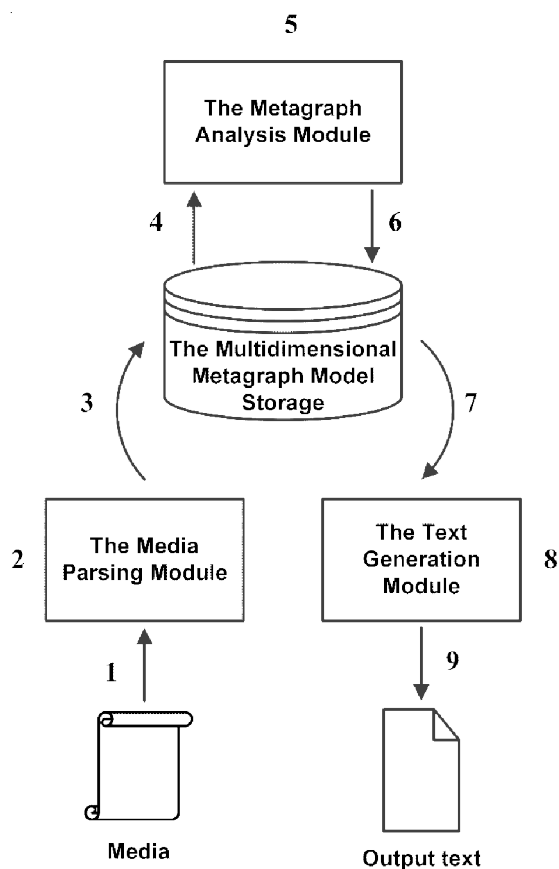 5
The Metagraph
Analysis Module
4
6
The Multidimensional
Metagraph Model
Storage
3
7
2
The Media
Parsing Module
The Text
Generation
Module
8
1
9
Media
Output text